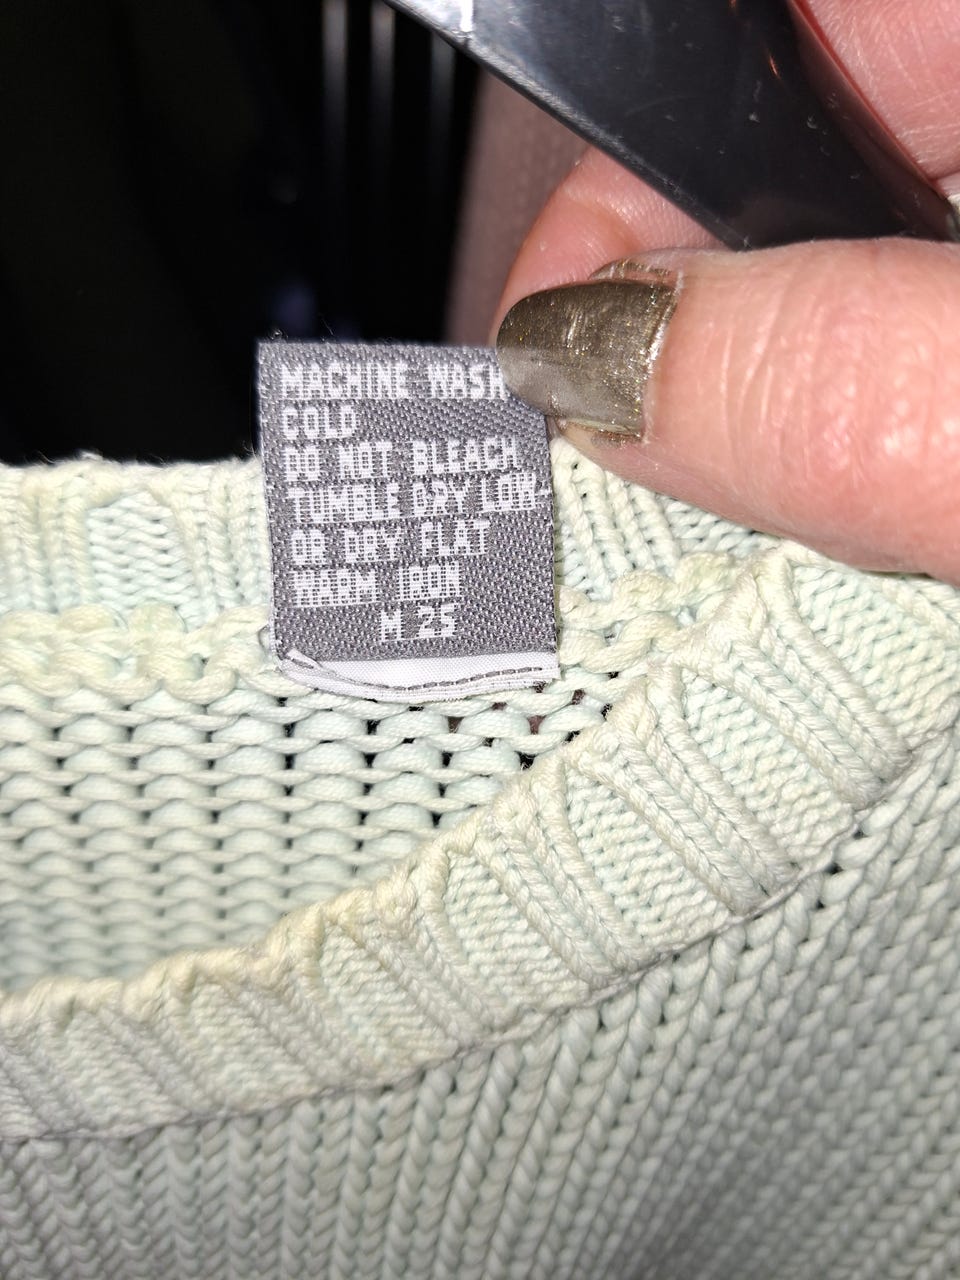 MACHINE WASH
COLD
DO NOT BLEACH
TUMBLE DRY LOW
OR DRY FLAT
WARM IRON
M 25